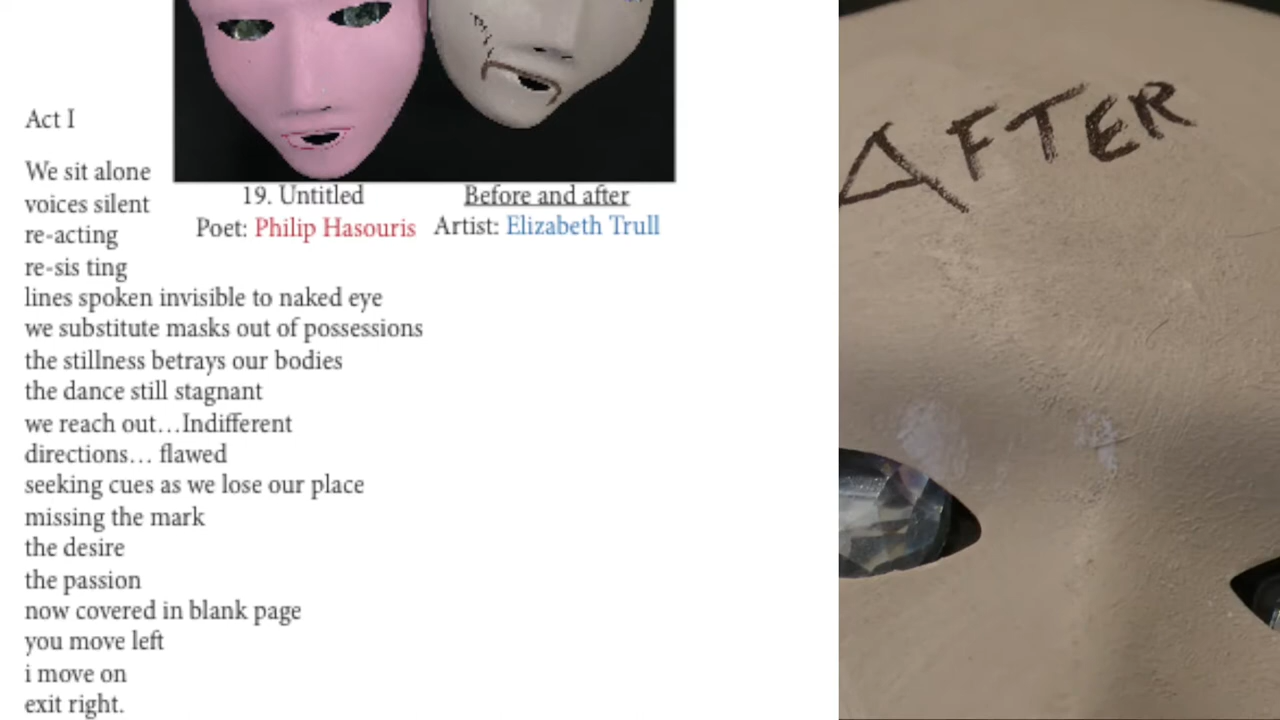 Act I
We sit alone
voices silent
re-acting
re-sis ting
lines spoken invisible to naked eye
we substitute masks out of possessions
the stillness betrays our bodies
the dance still stagnant
we reach out…Indifferent
directions… flawed
seeking cues as we lose our place
missing the mark
the desire
the passion
now covered in blank page
you move left
i move on
exit right.
19. Untitled
Poet: Philip Hasouris
Before and after
Artist: Elizabeth Trull
AFTER